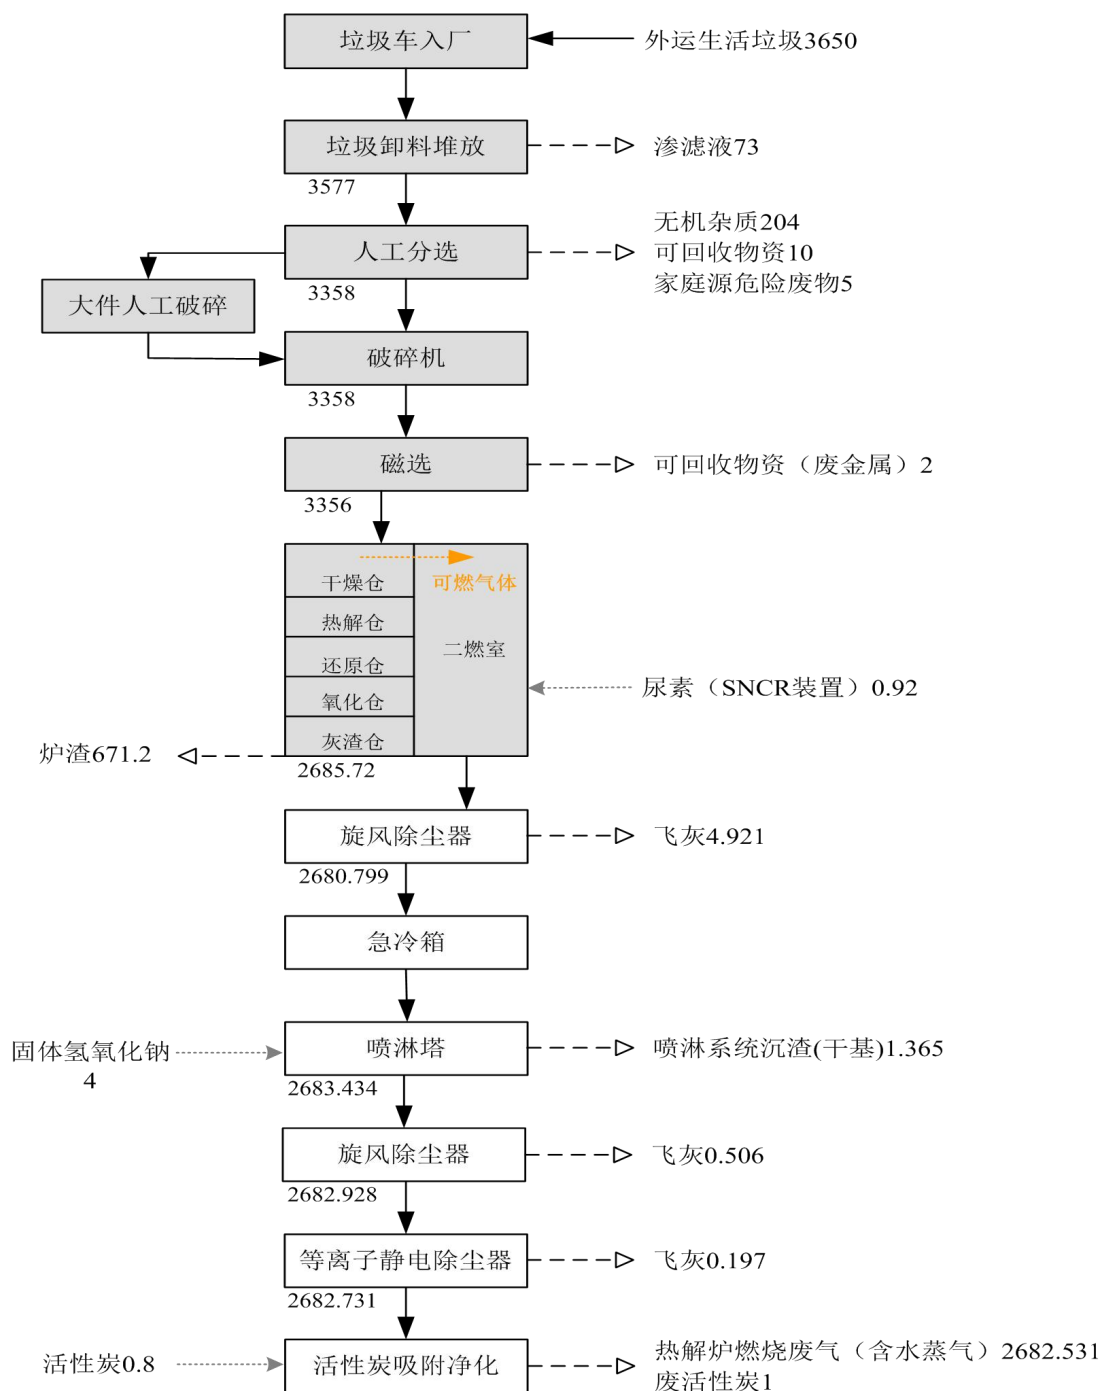 垃圾车入厂
外运生活垃圾3650
垃圾卸料堆放
渗滤液73
3577
无机杂质204
人工分选
可回收物资10
家庭源危险废物5
大件人工破碎
3358
破碎机
3358
磁选
可回收物资（废金属）2
3356
干燥仓
可燃气体
热解仓
二燃室
还原仓
尿素（SNCR装置）0.92
氧化仓
灰渣仓
炉渣671.2
2685.72
旋风除尘器
飞灰4.921
2680.799
急冷箱
固体氢氧化钠
4
喷淋塔
喷淋系统沉渣(干基)1.365
2683.434
旋风除尘器
飞灰0.506
2682.928
等离子静电除尘器
飞灰0.197
2682.731
活性炭0.8
活性炭吸附净化
热解炉燃烧废气（含水蒸气）2682.531
废活性炭1